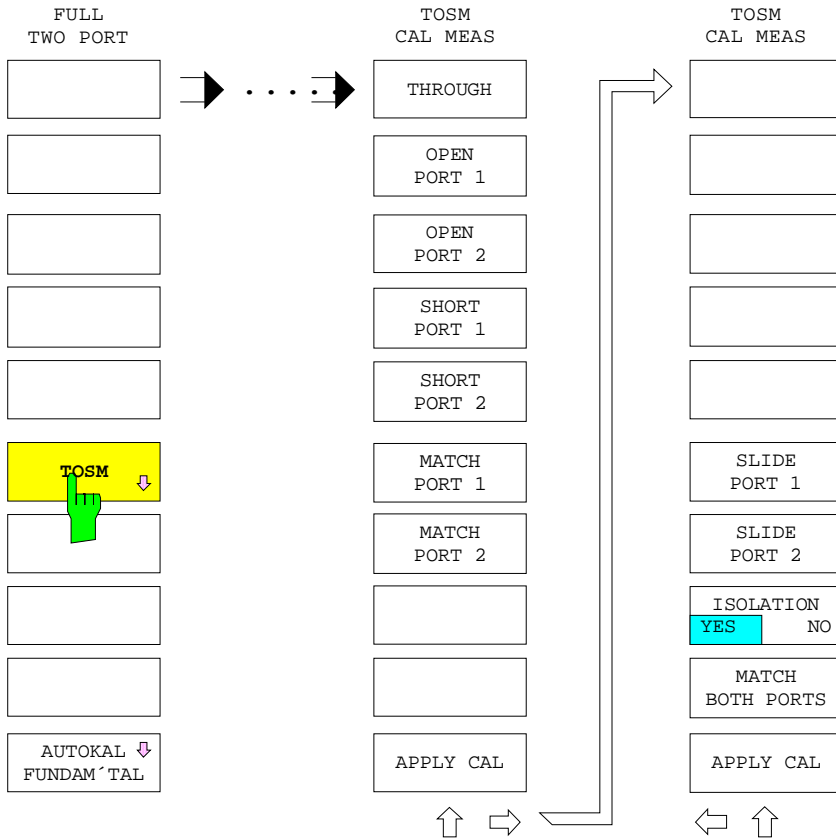 FULL
TWO PORT
TOSM
AUTOKAL
FUNDAM´TAL
TOSM
CAL MEAS
THROUGH
OPEN
PORT 1
OPEN
PORT 2
SHORT
PORT 1
SHORT
PORT 2
MATCH
PORT 1
MATCH
PORT 2
APPLY CAL
TOSM
CAL MEAS
SLIDE
PORT 1
SLIDE
PORT 2
ISOLATION
YES NO
MATCH
BOTH PORTS
APPLY CAL